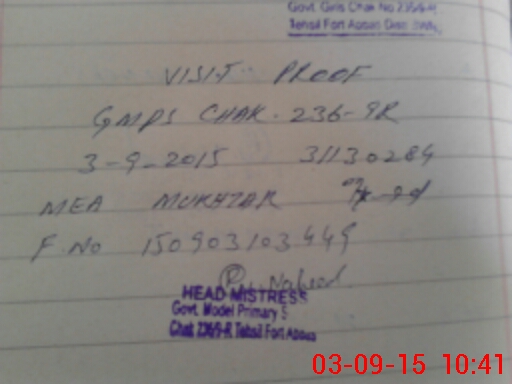 Govt. Girls Chak No 236/9-R
Tehsil Fort Abbas Distt.
VISIT PROOF
GMPS CHAK. 236-9R
3-9-2015 31130284
MEA MUKHTAR
F. No 150903103449
HEAD MISTRESS
Govt. Model Primary S
Chak 236/9-R Tehsil Fort Abbas
03-09-15 10:41